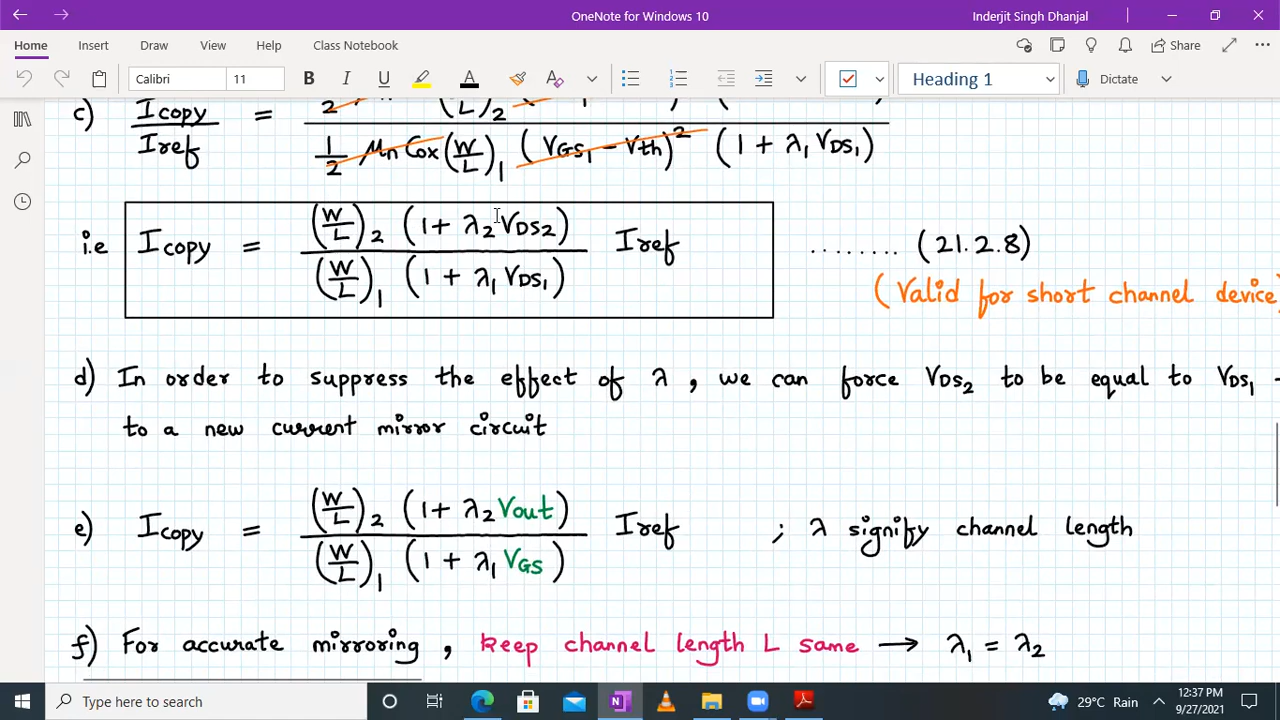 OneNote for Windows 10
Inderjit Singh Dhanjal
Home Insert Draw View Help Class Notebook Share
Calibri 11 B I U A Heading 1 Dictate
c) Icopy / Iref = 2 (W/L)2
1/2 μn Cox (W/L)1 (VGS1 - Vth)² (1 + λ1 VDS1)
i.e Icopy = (W/L)2 (1 + λ2 VDS2) / (W/L)1 (1 + λ1 VDS1) Iref ........ (21.2.8)
(Valid for short channel device
d) In order to suppress the effect of λ, we can force VDS2 to be equal to VDS1
to a new current mirror circuit
e) Icopy = (W/L)2 (1 + λ2 Vout) / (W/L)1 (1 + λ1 VGS) Iref ; λ signify channel length
f) For accurate mirroring, keep channel length L same → λ1 = λ2
Type here to search
29°C Rain
12:37 PM
9/27/2021